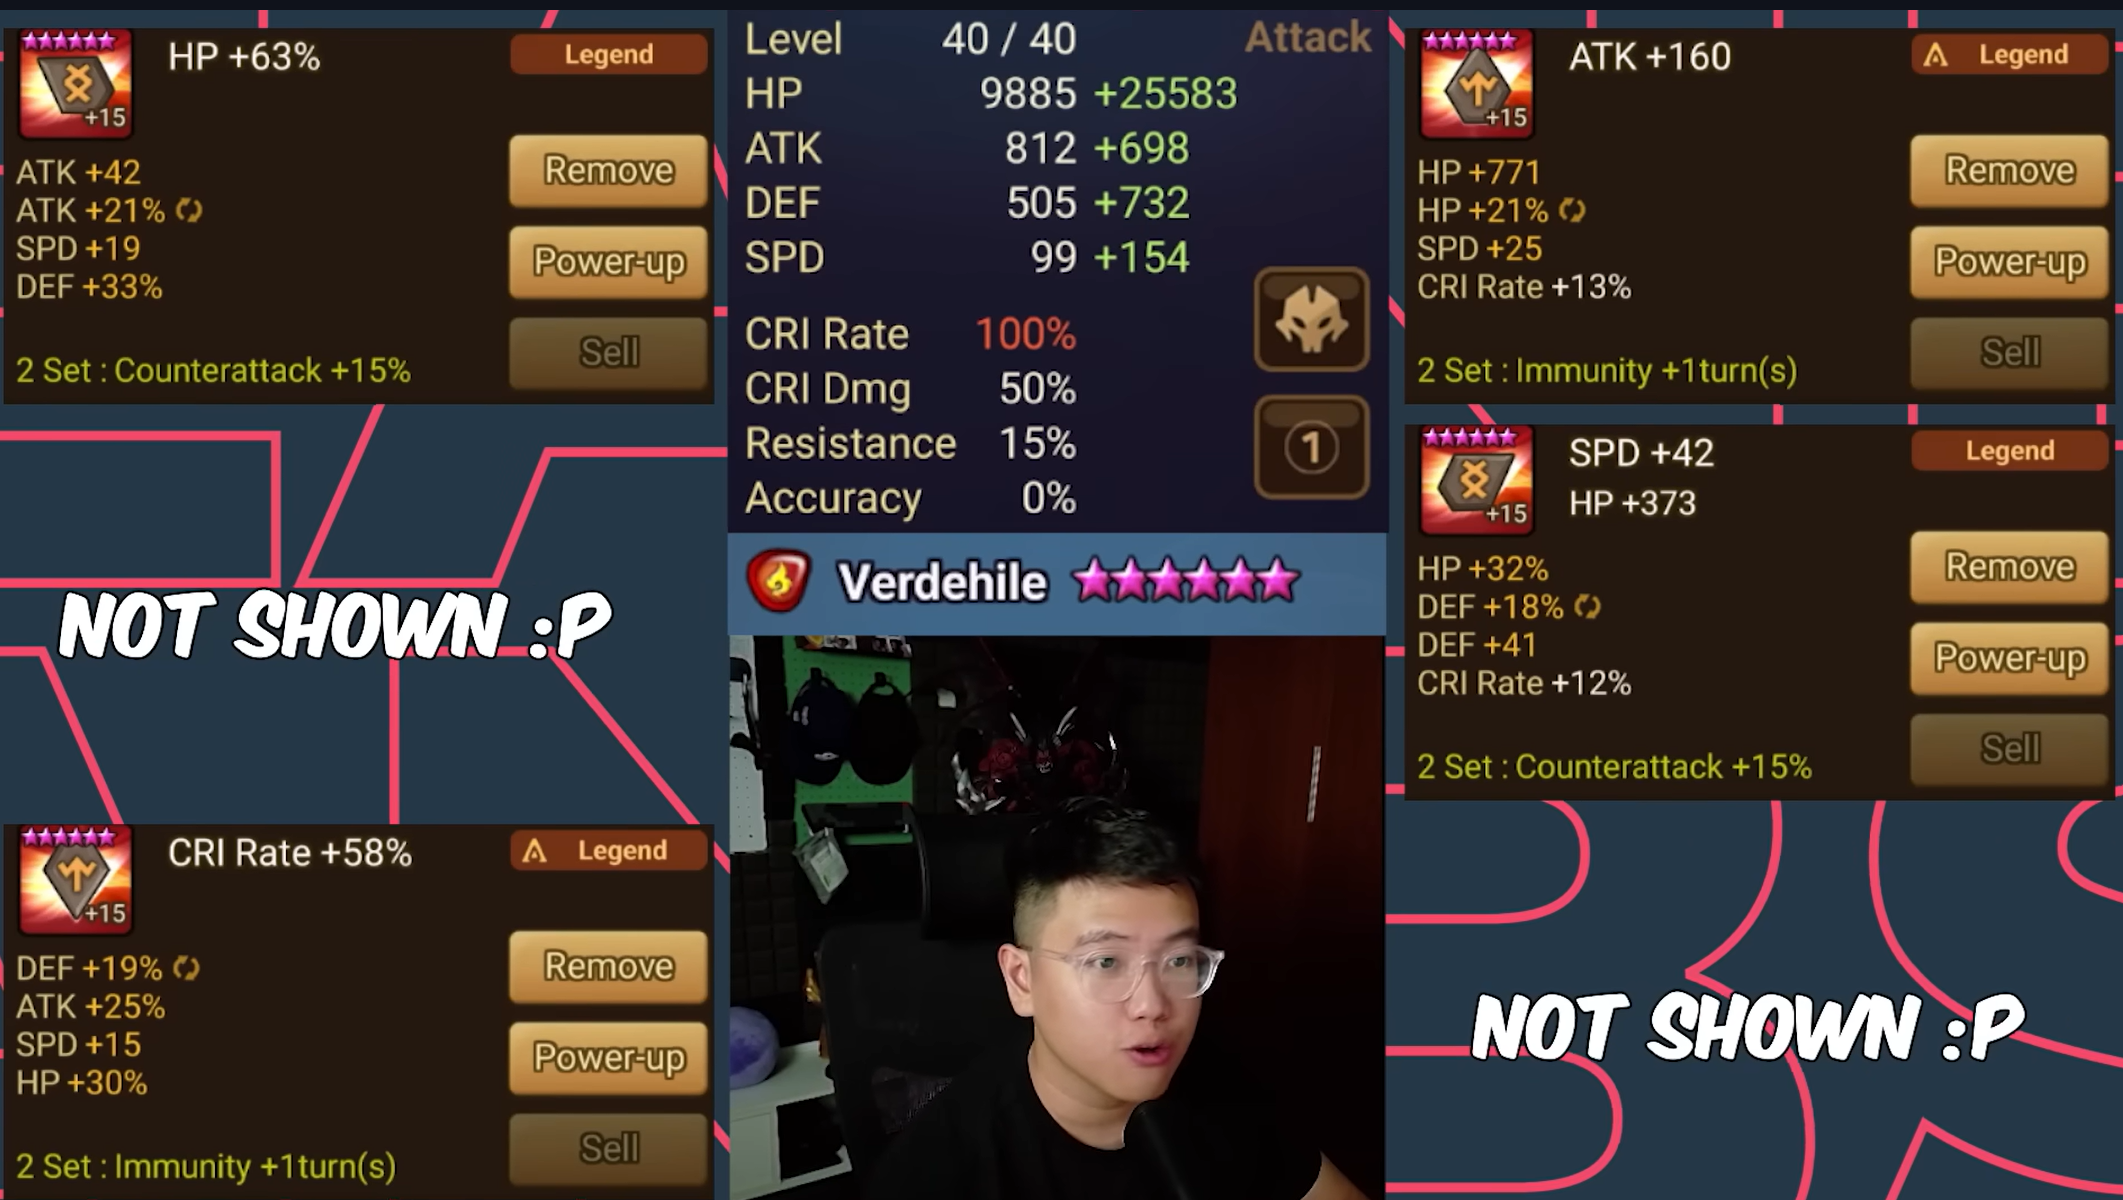 HP +63%
Legend
+15
ATK +42
ATK +21%
SPD +19
DEF +33%
Remove
Power-up
Sell
2 Set : Counterattack +15%
NOT SHOWN :P
CRI Rate +58%
Legend
+15
DEF +19%
ATK +25%
SPD +15
HP +30%
Remove
Power-up
Sell
2 Set : Immunity +1turn(s)
Level 40 / 40 Attack
HP 9885 +25583
ATK 812 +698
DEF 505 +732
SPD 99 +154
CRI Rate 100%
CRI Dmg 50%
Resistance 15%
Accuracy 0%
1
Verdehile
ATK +160
Legend
+15
HP +771
HP +21%
SPD +25
CRI Rate +13%
Remove
Power-up
Sell
2 Set : Immunity +1turn(s)
SPD +42
HP +373
Legend
+15
HP +32%
DEF +18%
DEF +41
CRI Rate +12%
Remove
Power-up
Sell
2 Set : Counterattack +15%
NOT SHOWN :P